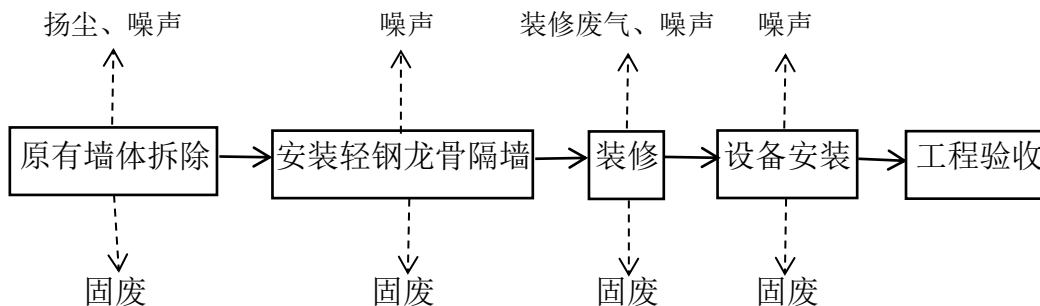 扬尘、噪声
噪声
装修废气、噪声
噪声
原有墙体拆除
安装轻钢龙骨隔墙
装修
设备安装
工程验收
固废
固废
固废
固废